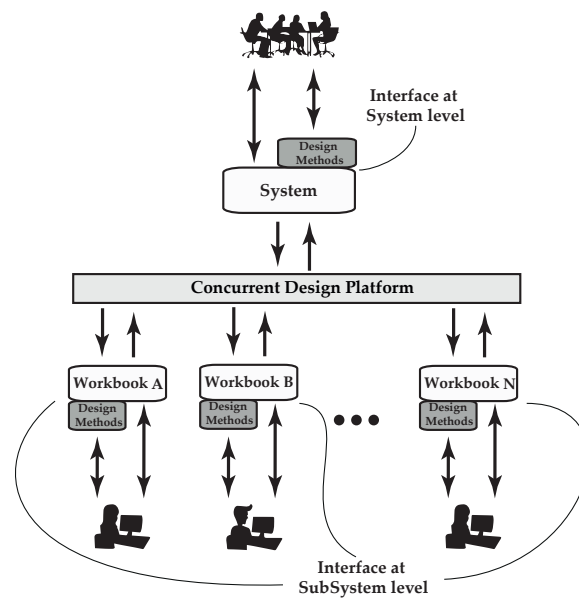 Interface at
System level
Design
Methods
System
Concurrent Design Platform
Workbook A
Workbook B
Workbook N
Design
Methods
Design
Methods
Design
Methods
Interface at
SubSystem level